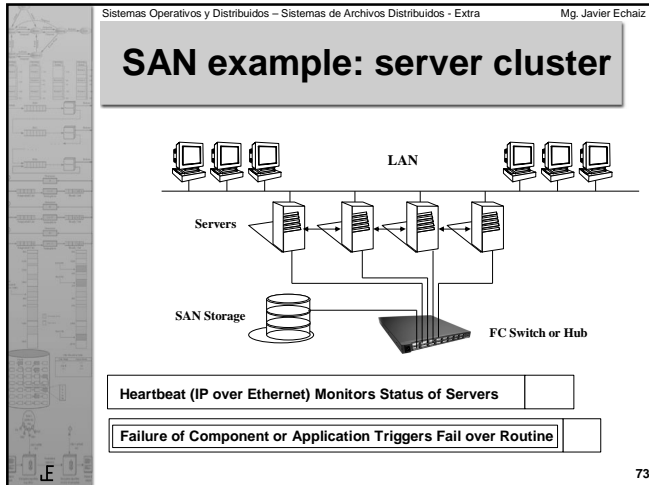 Sistemas Operativos y Distribuidos – Sistemas de Archivos Distribuidos - Extra Mg. Javier Echaiz
SAN example: server cluster
LAN
Servers
SAN Storage
FC Switch or Hub
Heartbeat (IP over Ethernet) Monitors Status of Servers
Failure of Component or Application Triggers Fail over Routine
JE
73